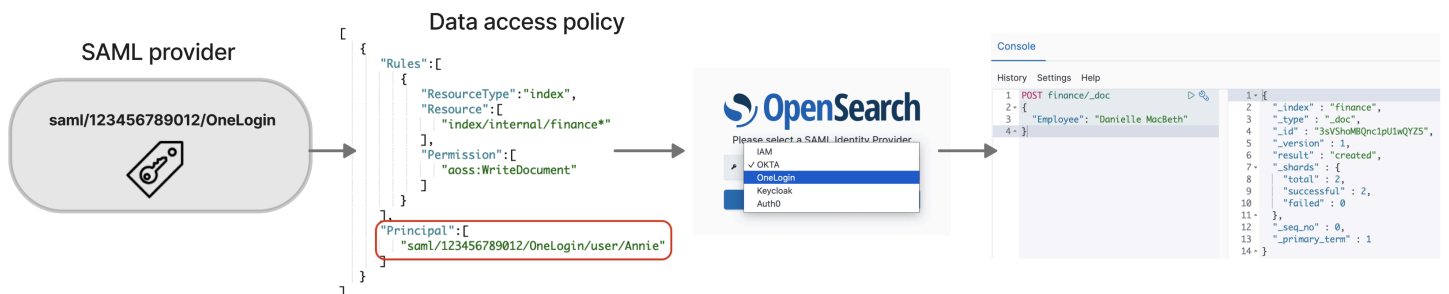 SAML provider
saml/123456789012/OneLogin
Data access policy
[
{
"Rules":[
{
"ResourceType":"index",
"Resource":[
"index/internal/finance*"
],
"Permission":[
"aoss:WriteDocument"
]
}
],
"Principal":[
"saml/123456789012/OneLogin/user/Annie"
]
}
]
OpenSearch
Please select a SAML Identity Provider
IAM
✓ OKTA
OneLogin
Keycloak
Auth0
Console
History Settings Help
1 POST finance/_doc
2 {
3 "Employee": "Danielle MacBeth"
4 }
1 {
2 "_index" : "finance",
3 "_type" : "_doc",
4 "_id" : "3sVShoMBQnc1pU1wQYZ5",
5 "_version" : 1,
6 "result" : "created",
7 "_shards" : {
8 "total" : 2,
9 "successful" : 2,
10 "failed" : 0
11 },
12 "_seq_no" : 0,
13 "_primary_term" : 1
14 }